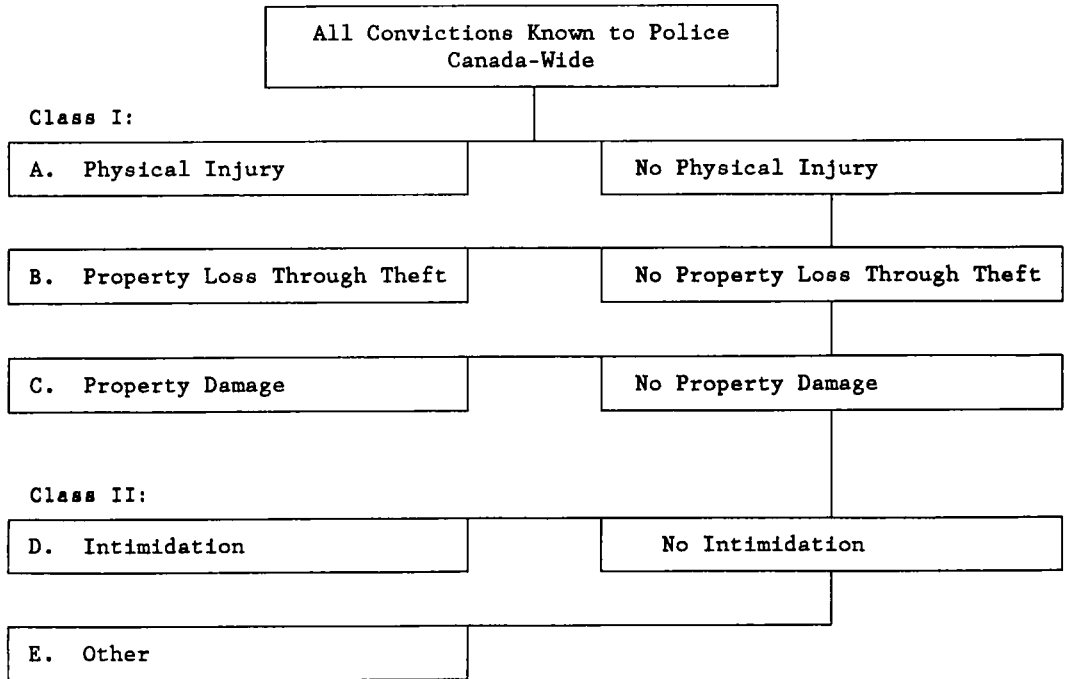 All Convictions Known to Police
Canada-Wide
Class I:
A. Physical Injury
No Physical Injury
B. Property Loss Through Theft
No Property Loss Through Theft
C. Property Damage
No Property Damage
Class II:
D. Intimidation
No Intimidation
E. Other